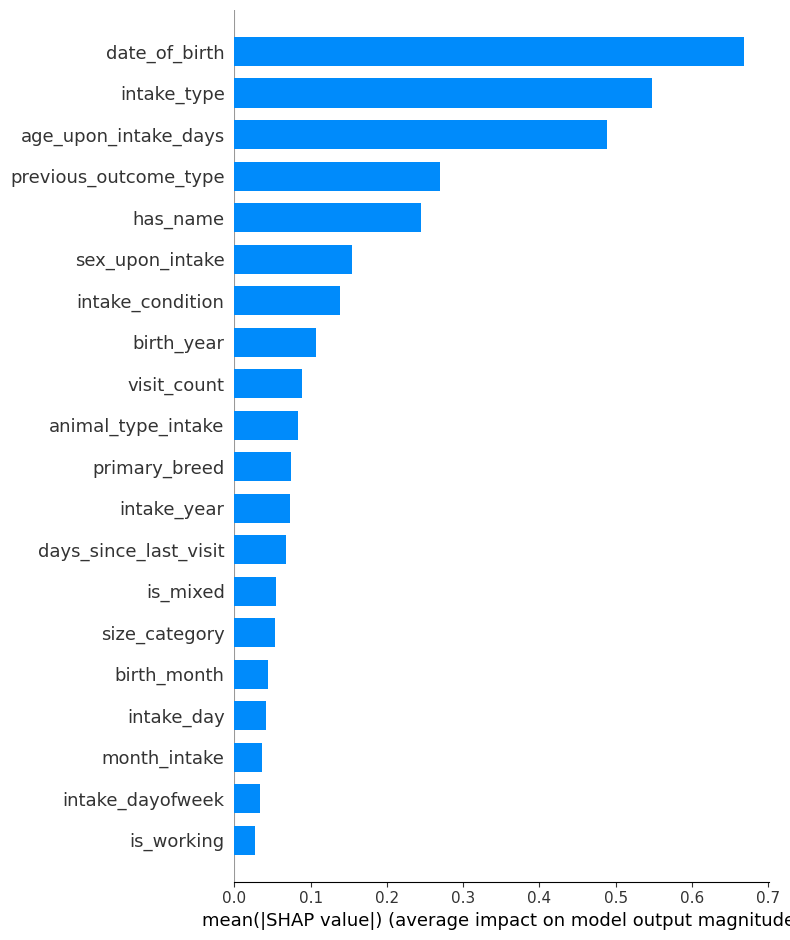 date_of_birth
intake_type
age_upon_intake_days
previous_outcome_type
has_name
sex_upon_intake
intake_condition
birth_year
visit_count
animal_type_intake
primary_breed
intake_year
days_since_last_visit
is_mixed
size_category
birth_month
intake_day
month_intake
intake_dayofweek
is_working
0.0 0.1 0.2 0.3 0.4 0.5 0.6 0.7
mean(|SHAP value|) (average impact on model output magnitude